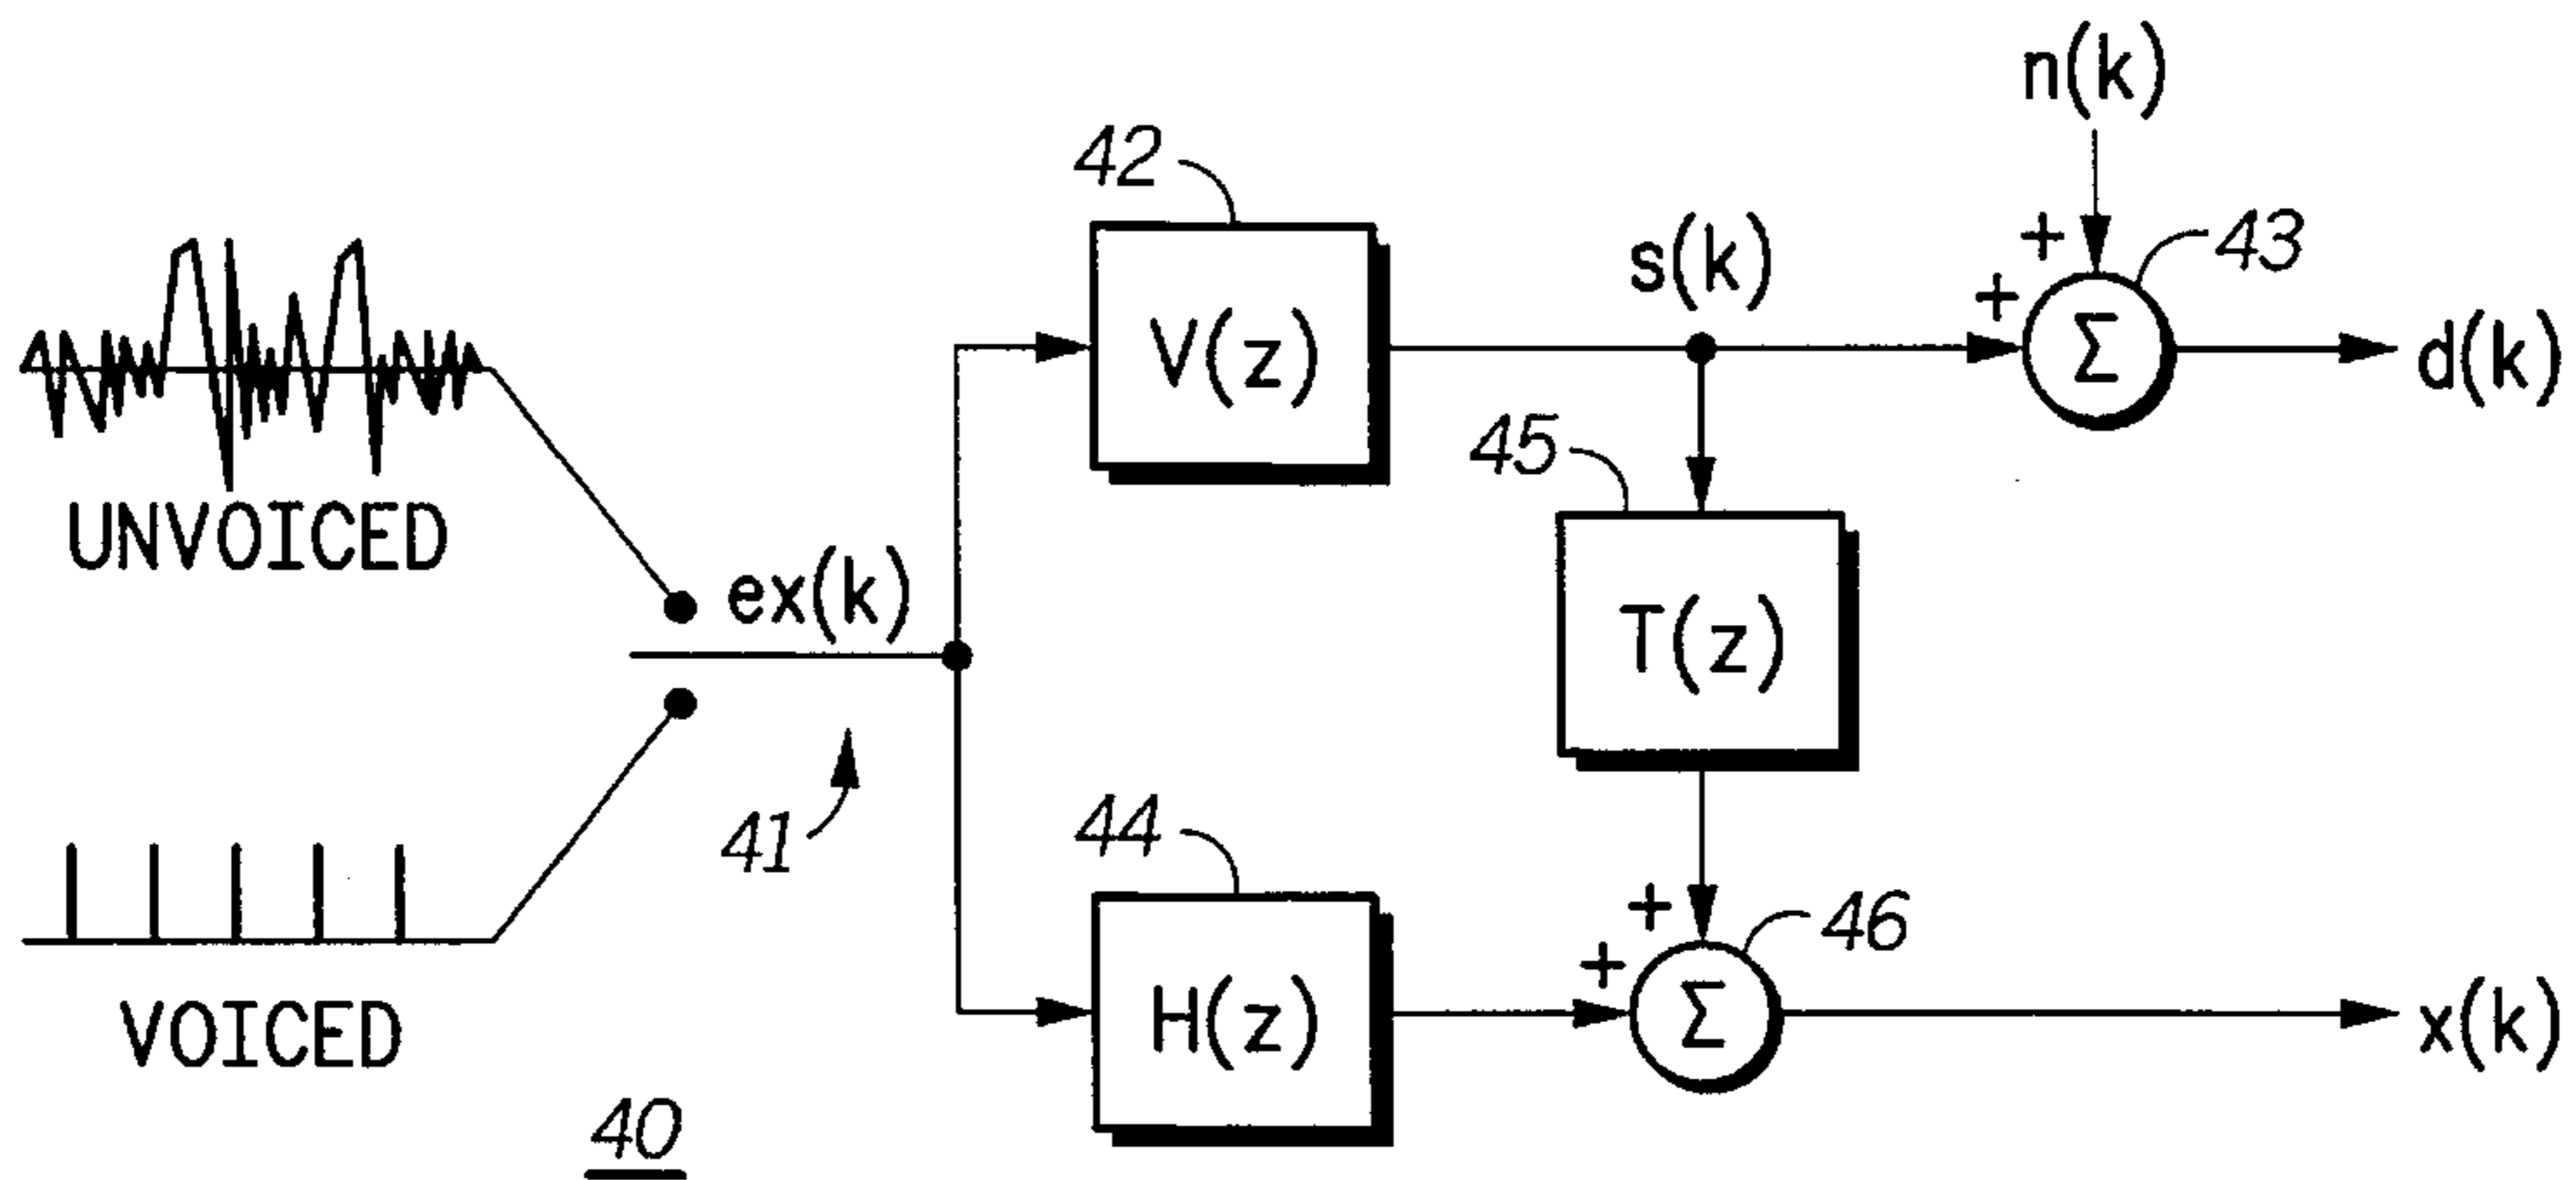 n(k)
42
43
s(k)
+
+
V(z)
Σ
d(k)
45
UNVOICED
ex(k)
T(z)
41
44
46
+
+
H(z)
Σ
x(k)
VOICED
40